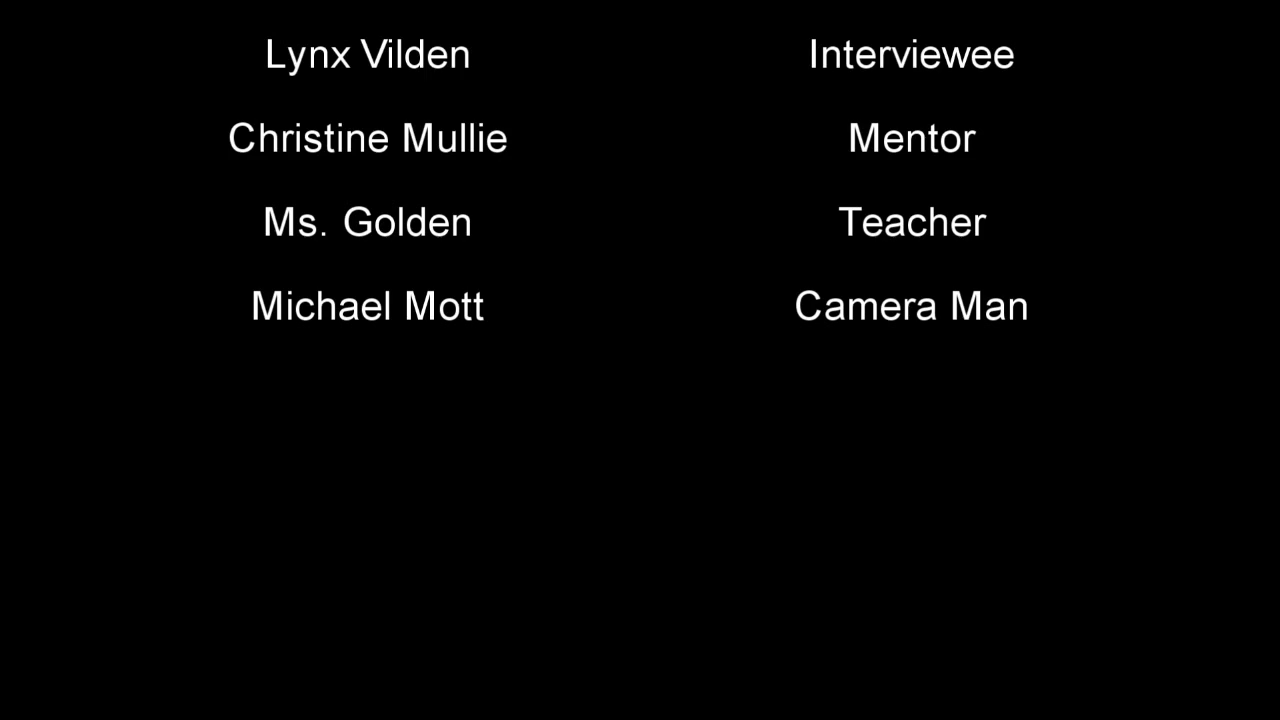 Lynx Vilden Interviewee
Christine Mullie Mentor
Ms. Golden Teacher
Michael Mott Camera Man